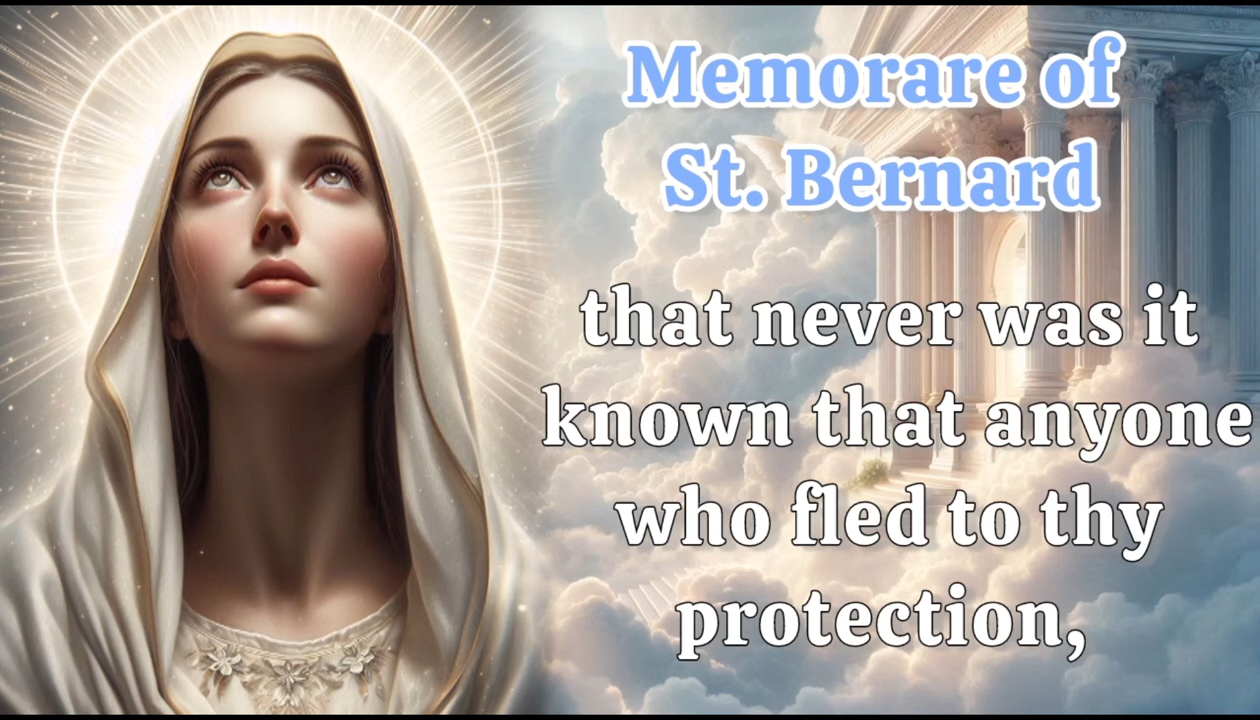 Memorare of
St. Bernard
that never was it
known that anyone
who fled to thy
protection,